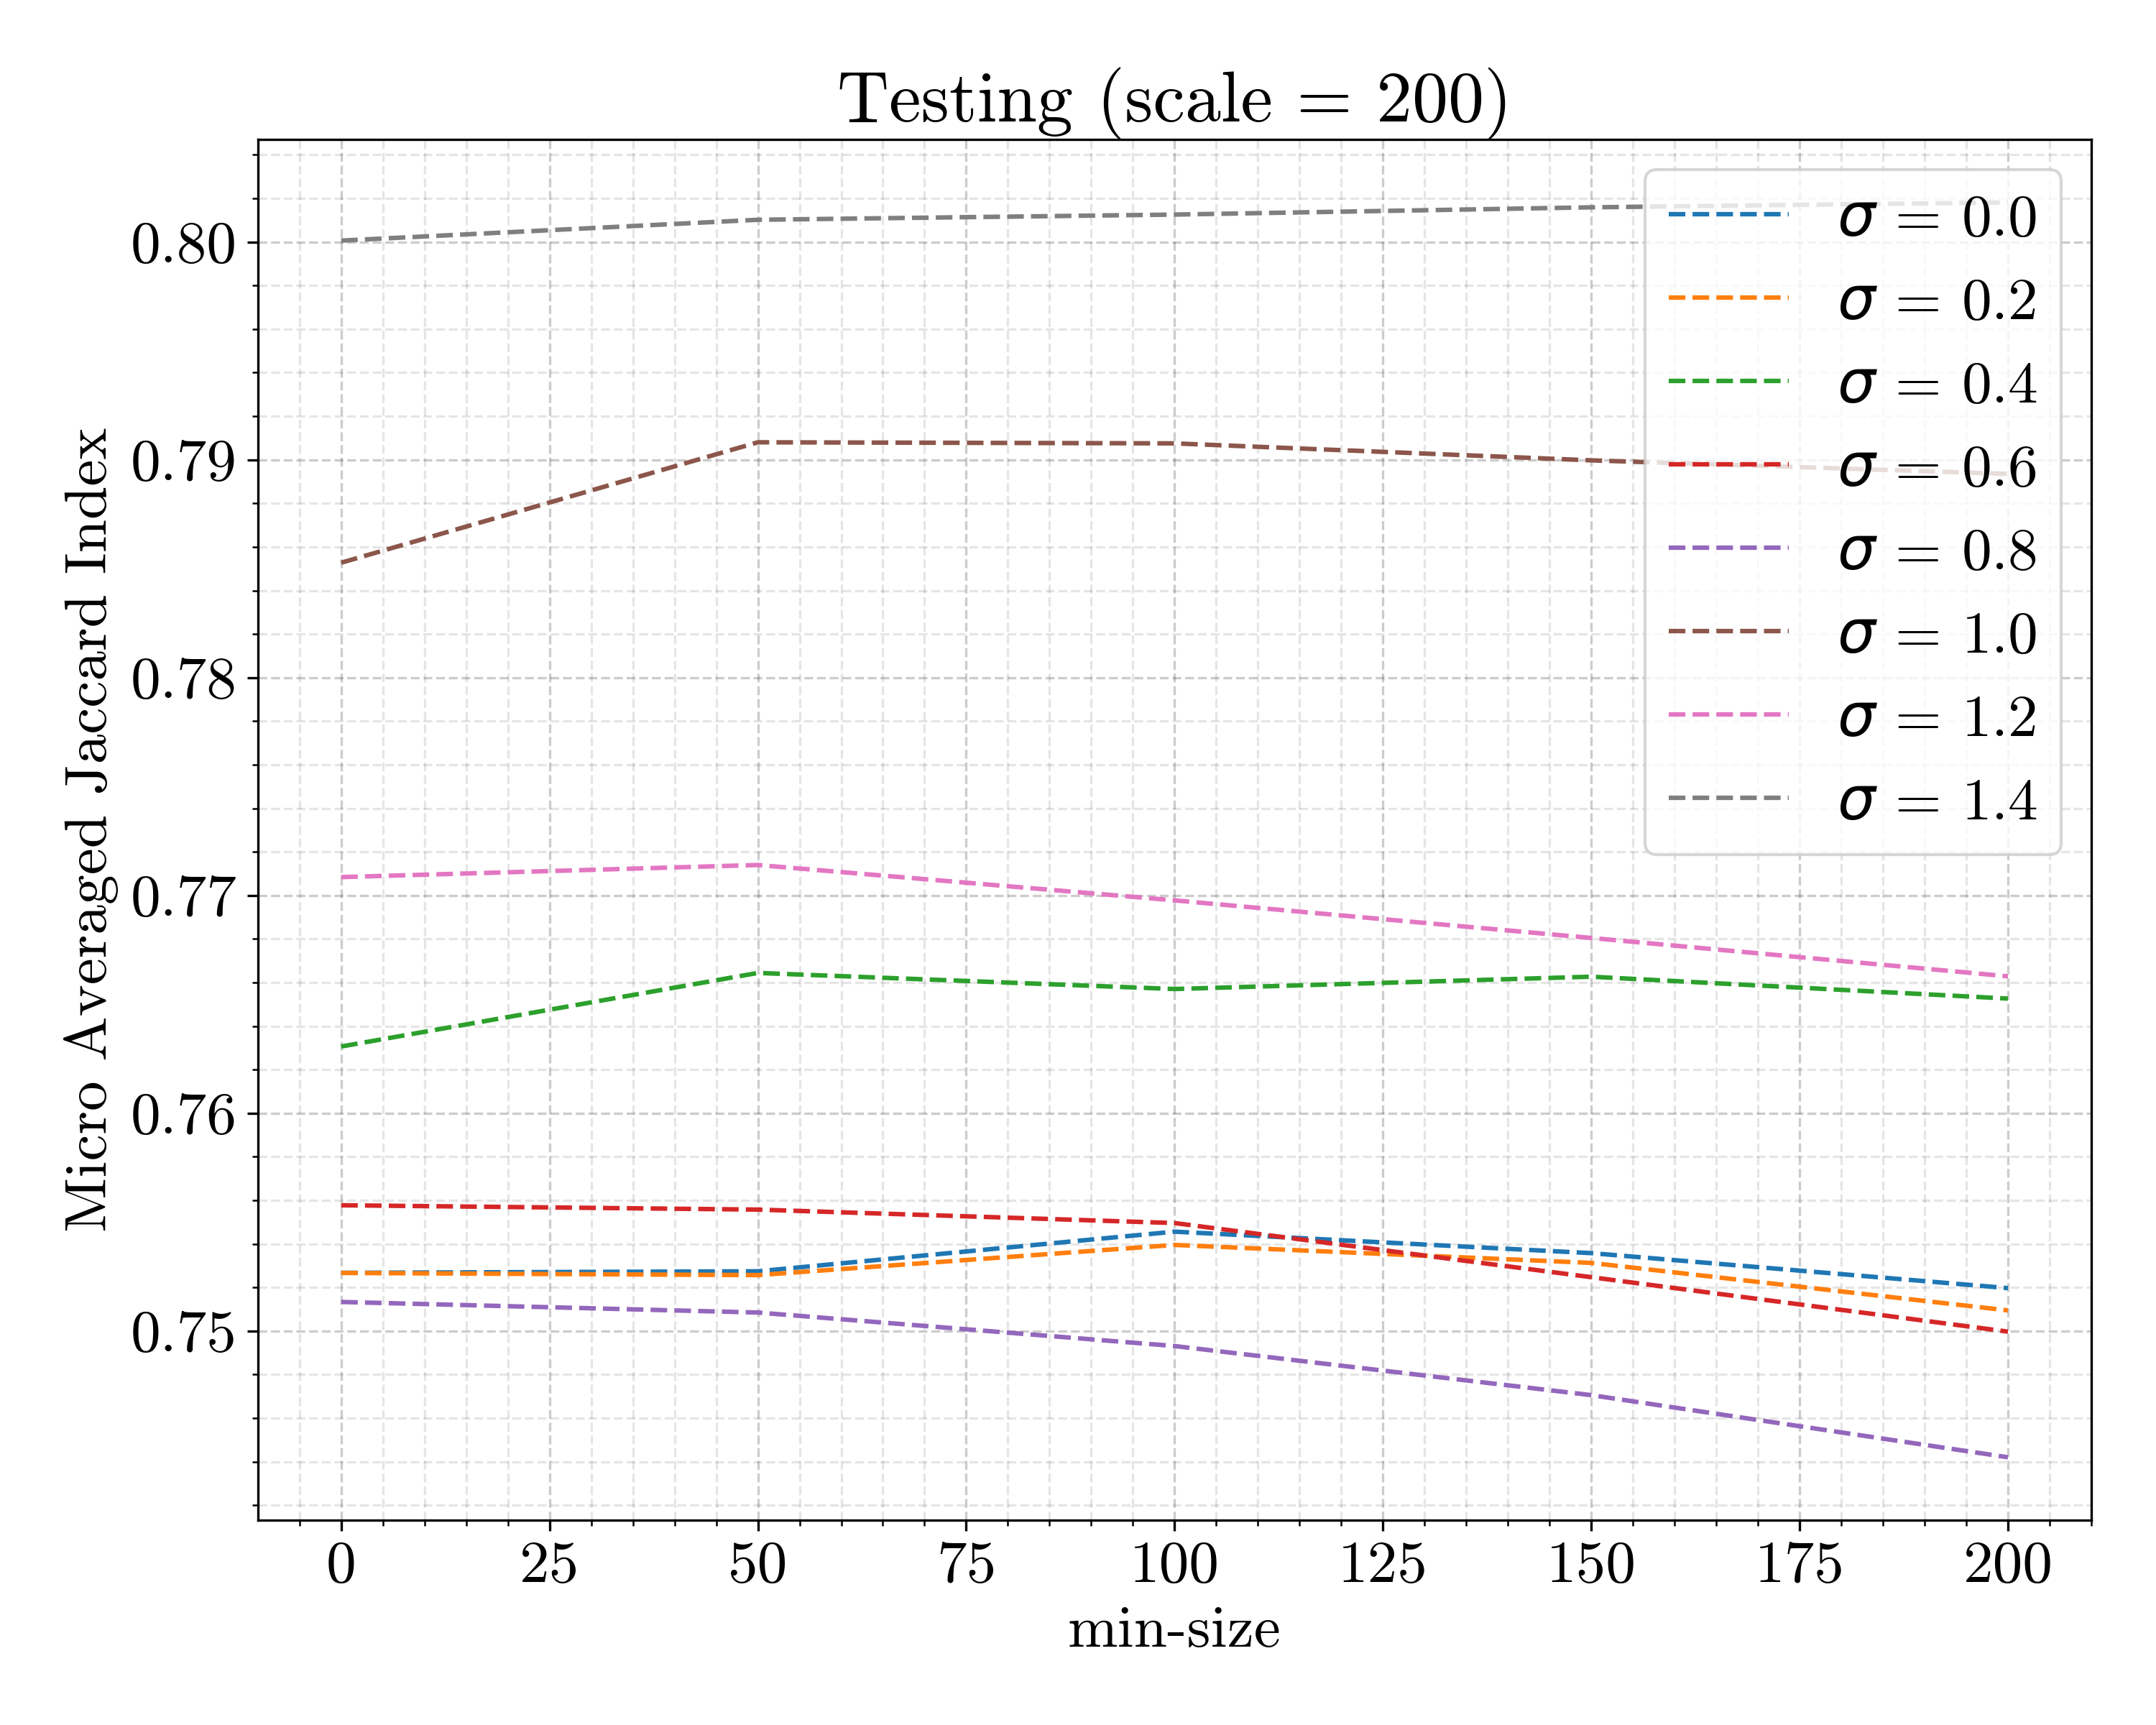 Testing (scale = 200)
Micro Averaged Jaccard Index
0.80
0.79
0.78
0.77
0.76
0.75
σ = 0.0
σ = 0.2
σ = 0.4
σ = 0.6
σ = 0.8
σ = 1.0
σ = 1.2
σ = 1.4
0 25 50 75 100 125 150 175 200
min-size